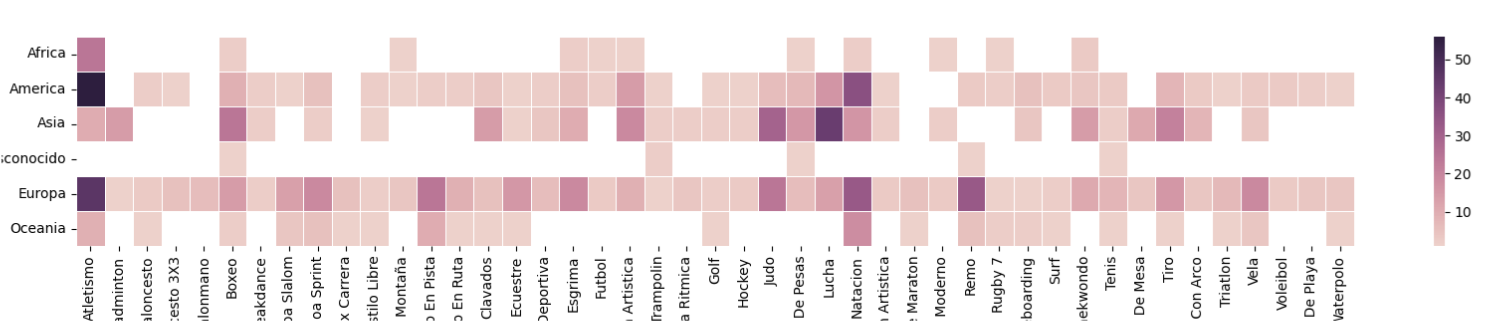 Africa
America
Asia
sconocido
Europa
Oceania
Atletismo
adminton
aloncesto
cesto 3X3
alonmano
Boxeo
eakdance
oa Slalom
oa Sprint
x Carrera
stilo Libre
Montaña
o En Pista
o En Ruta
Clavados
Ecuestre
Deportiva
Esgrima
Futbol
Artistica
Trampolin
a Ritmica
Golf
Hockey
Judo
De Pesas
Lucha
Natacion
Artistica
e Maraton
Moderno
Remo
Rugby 7
eboarding
Surf
aekwondo
Tenis
De Mesa
Tiro
Con Arco
Triatlon
Vela
Voleibol
De Playa
Waterpolo
50
40
30
20
10